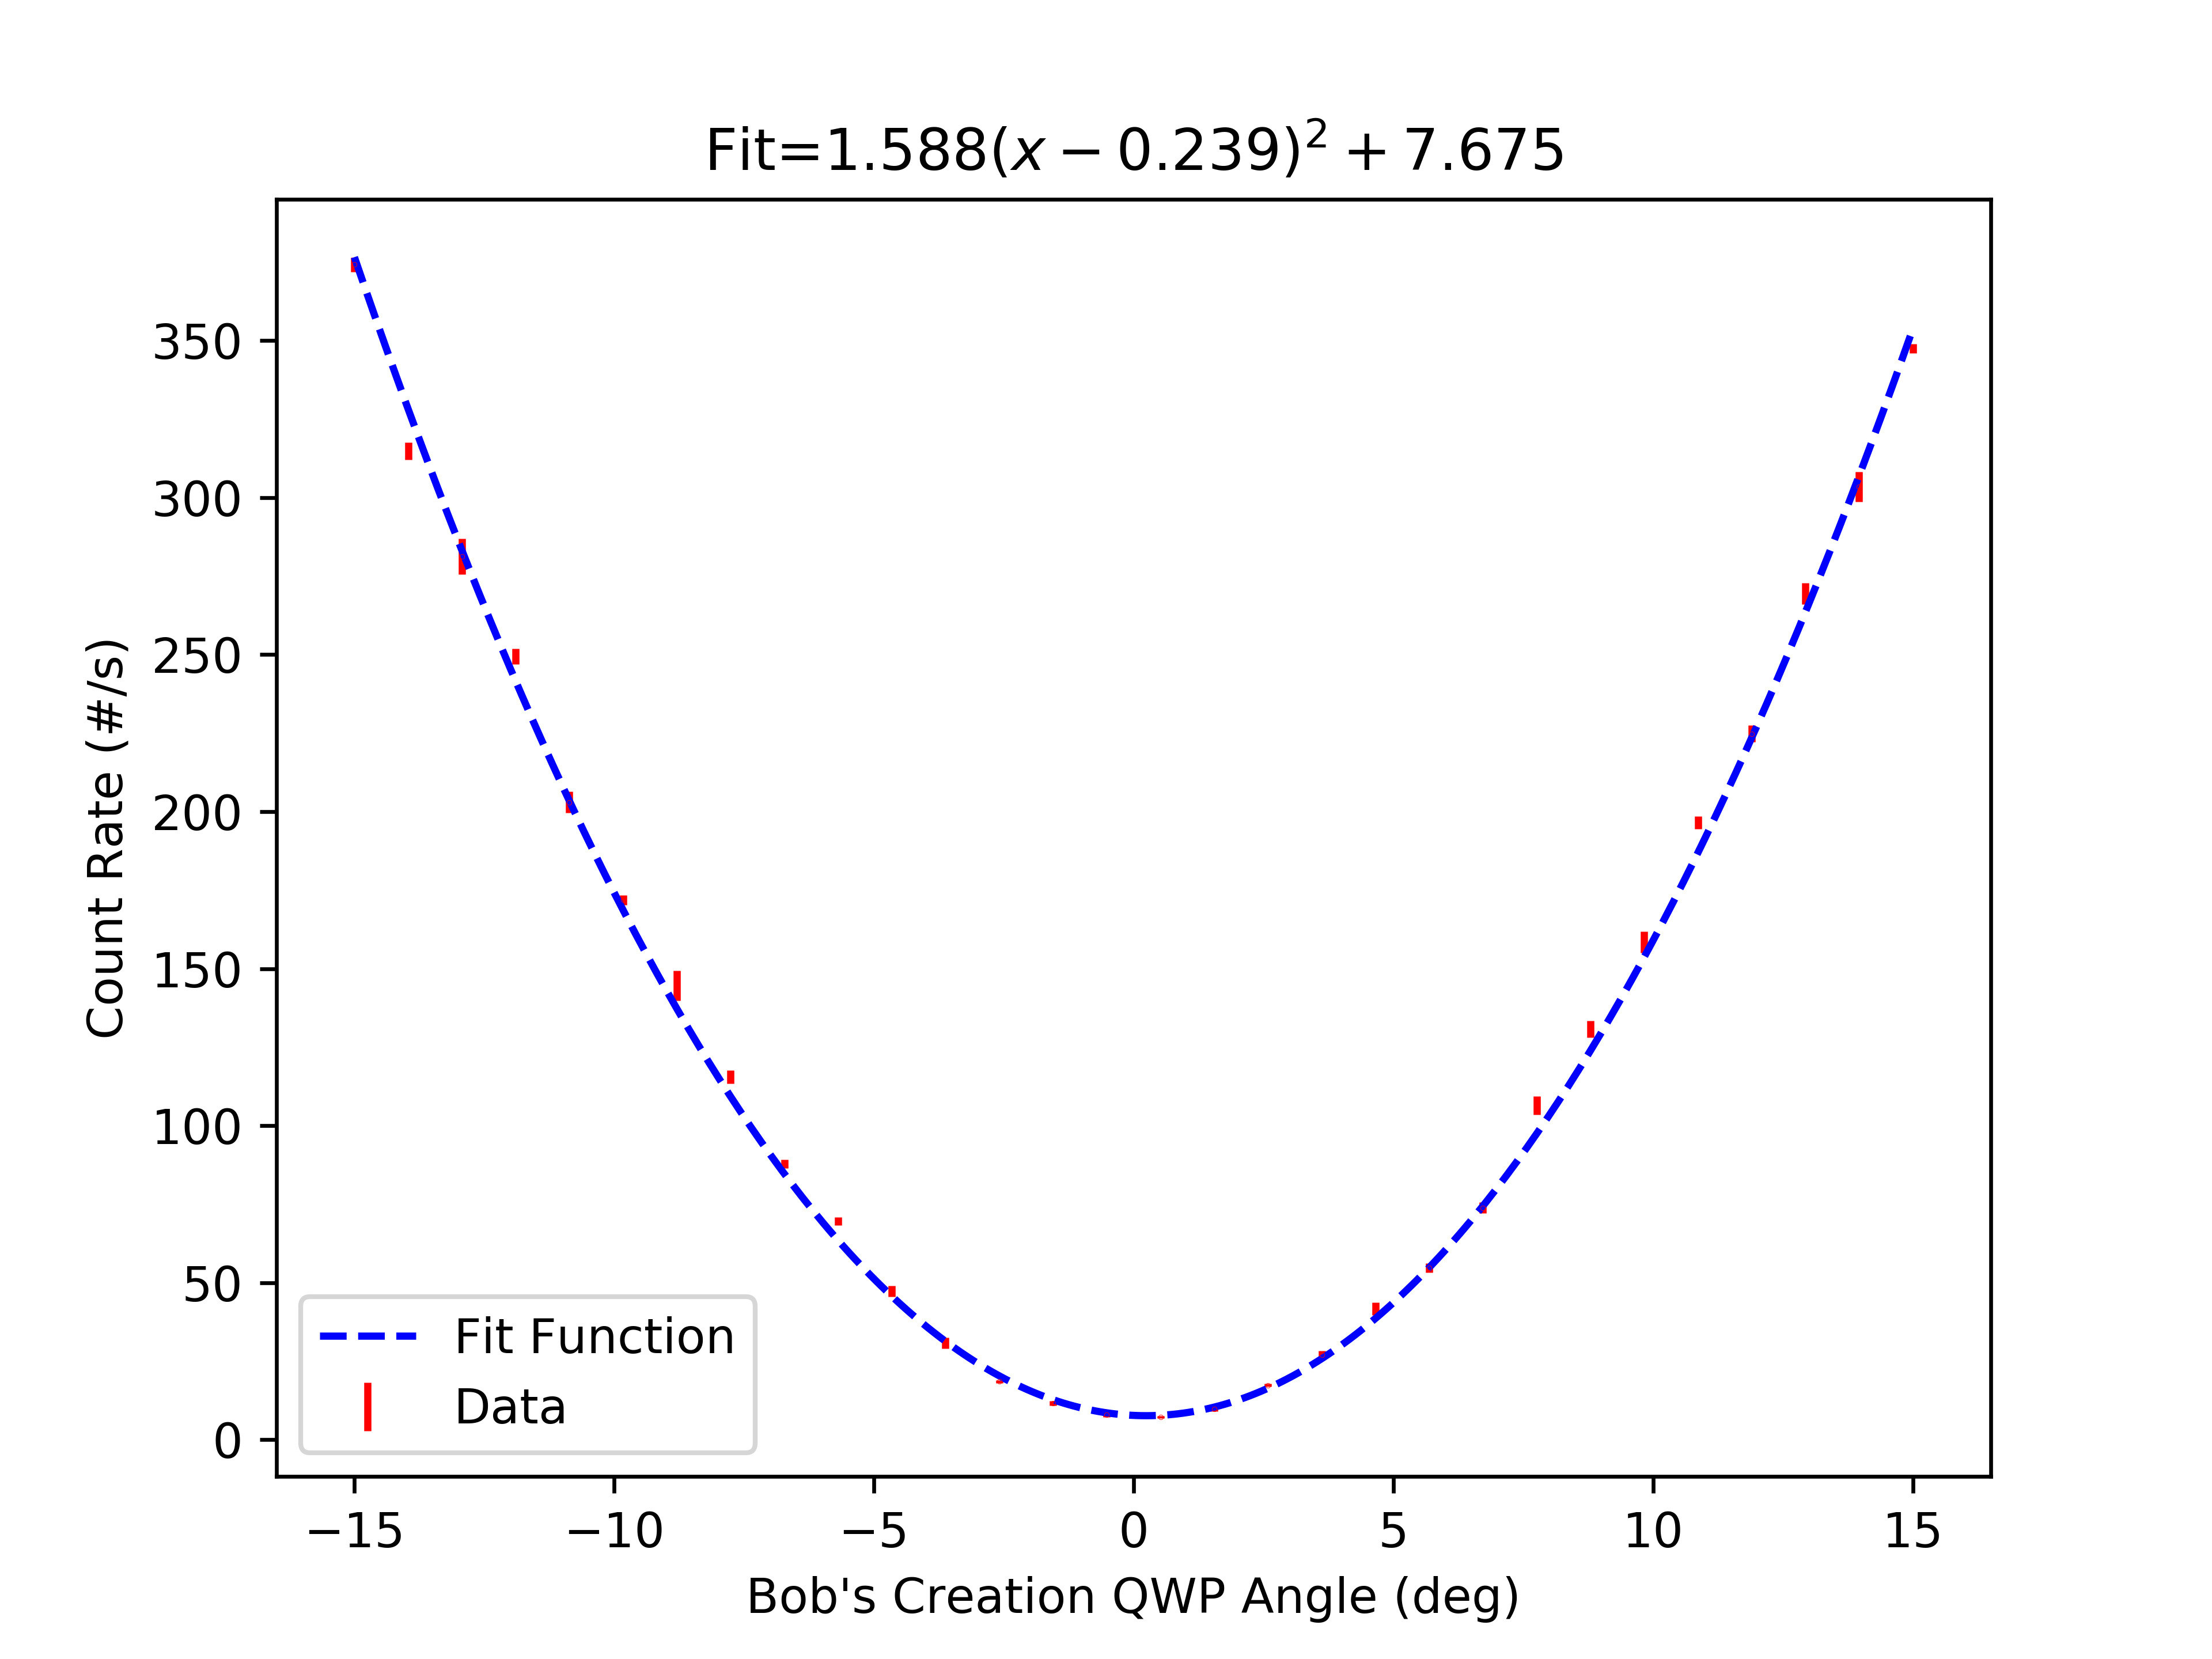 Fit=1.588(x − 0.239)² + 7.675
Count Rate (#/s)
350
300
250
200
150
100
50
0
Fit Function
Data
−15 −10 −5 0 5 10 15
Bob's Creation QWP Angle (deg)